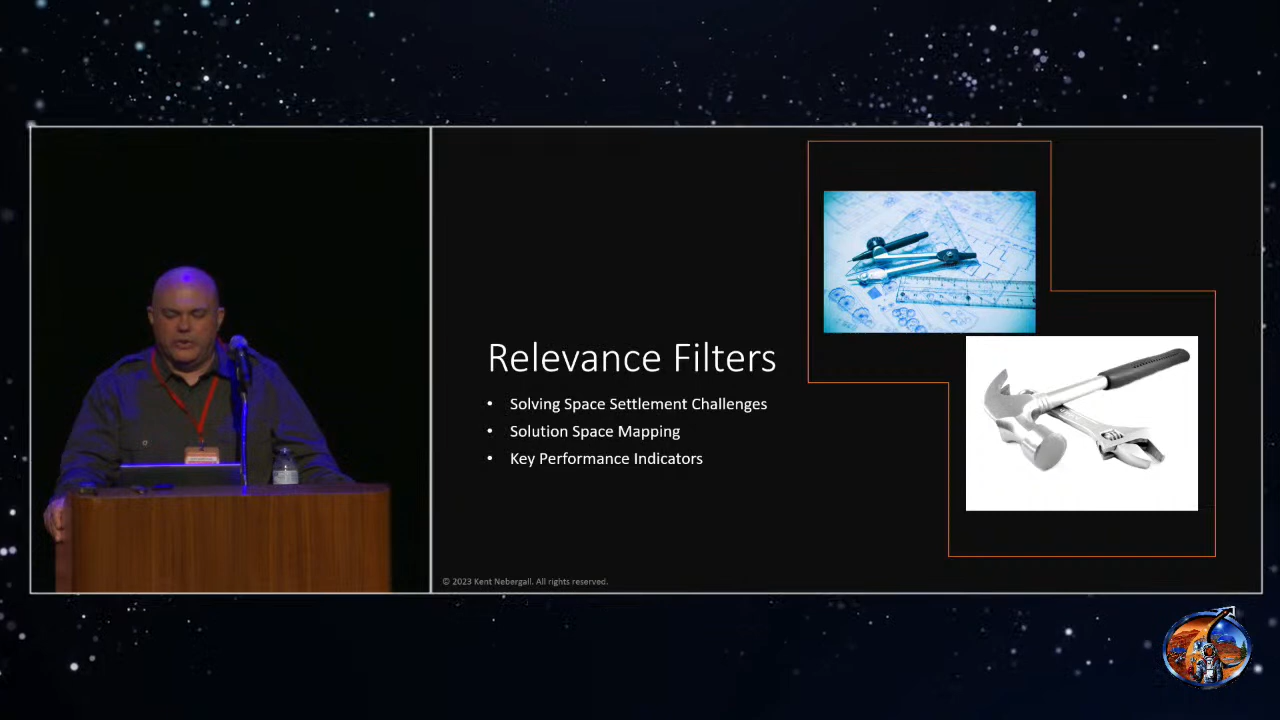 Relevance Filters
• Solving Space Settlement Challenges
• Solution Space Mapping
• Key Performance Indicators
© 2023 Kent Nebergall. All rights reserved.